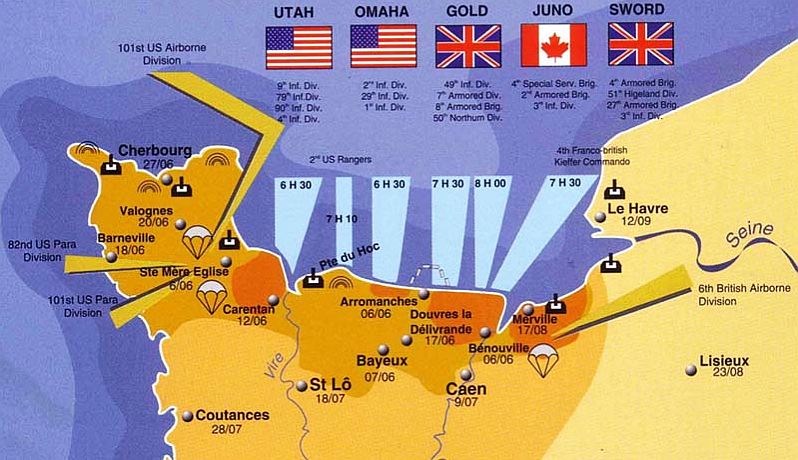 UTAH
OMAHA
GOLD
JUNO
SWORD
101st US Airborne
Division
9th Inf. Div.
79th Inf. Div.
90th Inf. Div.
4th Inf. Div.
2nd Inf. Div.
29th Inf. Div.
1st Inf. Div.
49th Inf. Div.
7th Armored Div.
8th Armored Brig.
50th Northum Div.
4th Special Serv. Brig.
2nd Armored Brig.
3rd Inf. Div.
4th Armored Brig.
51st Higeland Div.
27th Armored Brig.
3rd Inf. Div.
2nd US Rangers
4th Franco-british
Kieffer Commando
6 H 30
7 H 10
6 H 30
7 H 30
8 H 00
7 H 30
Cherbourg
27/06
Valognes
20/06
Barneville
18/06
82nd US Para
Division
Ste Mère Eglise
6/06
101st US Para
Division
Carentan
12/06
Pte du Hoc
Arromanches
06/06
Douvres la
Délivrande
17/06
Merville
17/08
Bénouville
06/06
Bayeux
07/06
Caen
9/07
St Lô
18/07
Vire
Coutances
28/07
Le Havre
12/09
Seine
6th British Airborne
Division
Lisieux
23/08